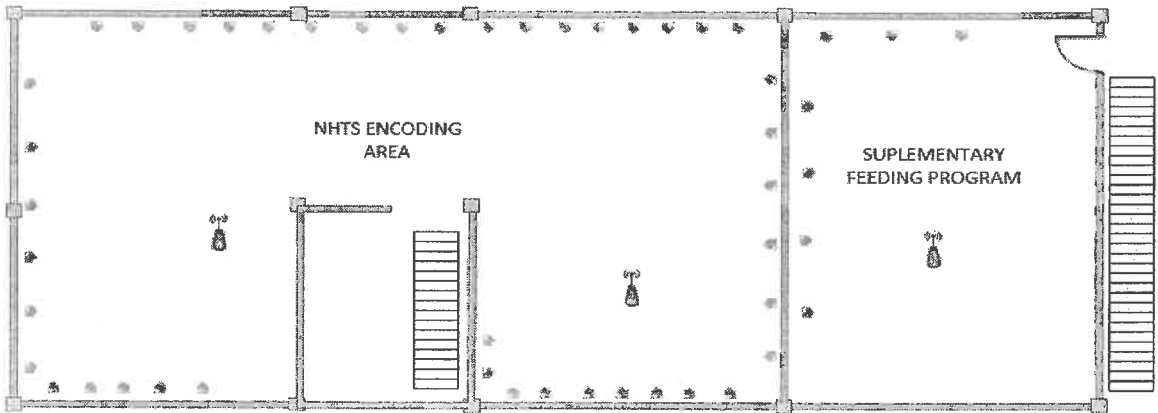 NHTS ENCODING
AREA
SUPLEMENTARY
FEEDING PROGRAM